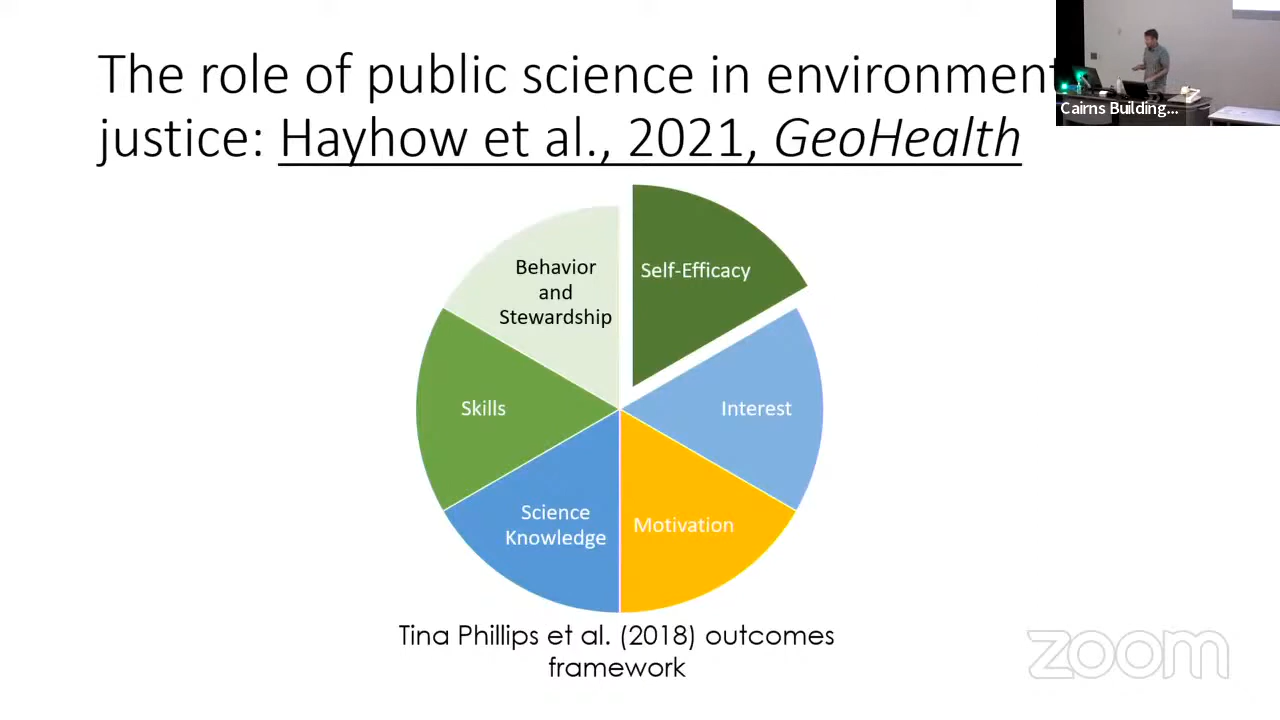 The role of public science in environment
justice: Hayhow et al., 2021, GeoHealth
Cairns Building...
Behavior
and
Stewardship
Self-Efficacy
Skills
Interest
Science
Knowledge
Motivation
Tina Phillips et al. (2018) outcomes
framework
zoom